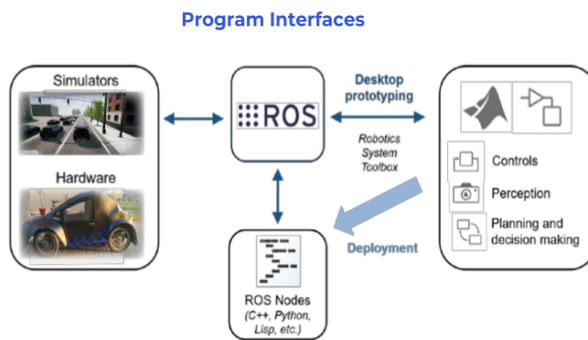 Program Interfaces
Simulators
Hardware
ROS
Desktop
prototyping
Robotics
System
Toolbox
Deployment
ROS Nodes
(C++, Python,
Lisp, etc.)
Controls
Perception
Planning and
decision making